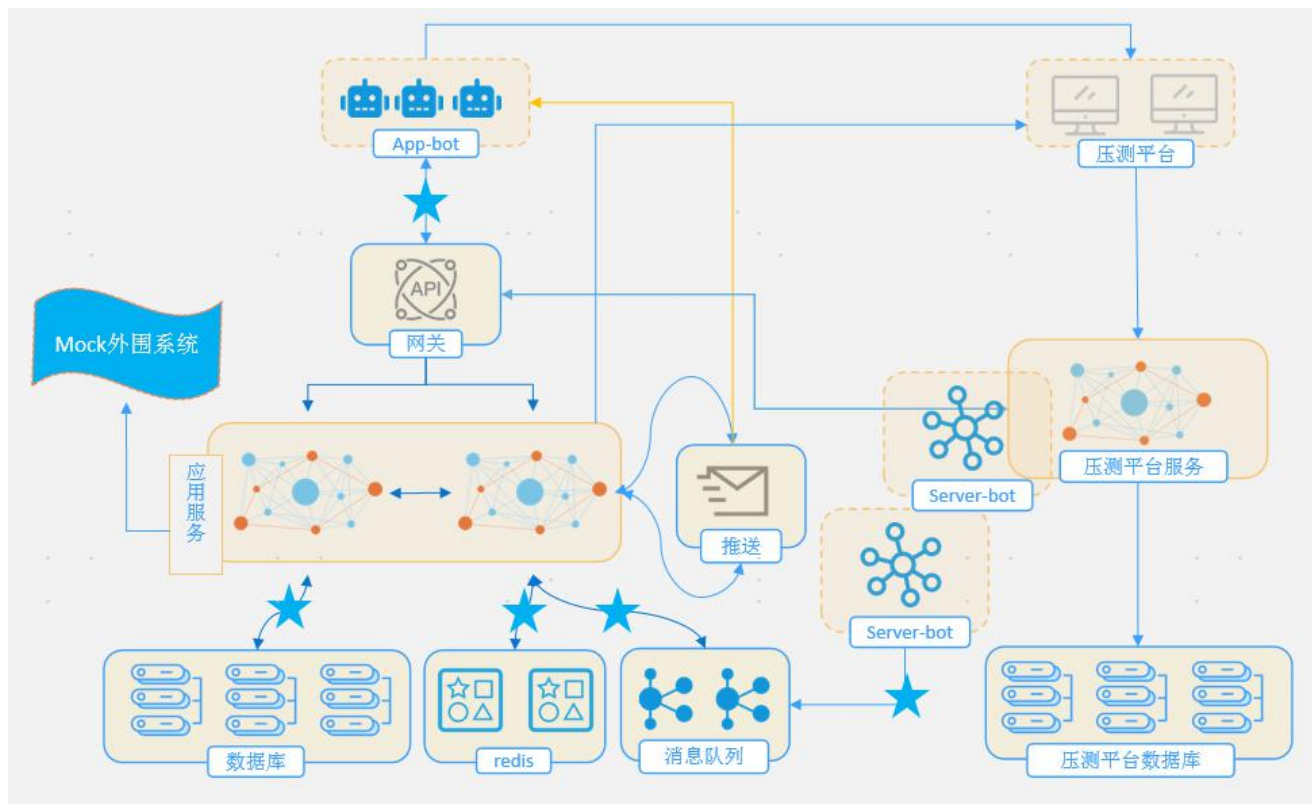 App-bot
压测平台
API
网关
Mock外围系统
应用服务
压测平台服务
Server-bot
推送
Server-bot
数据库
redis
消息队列
压测平台数据库